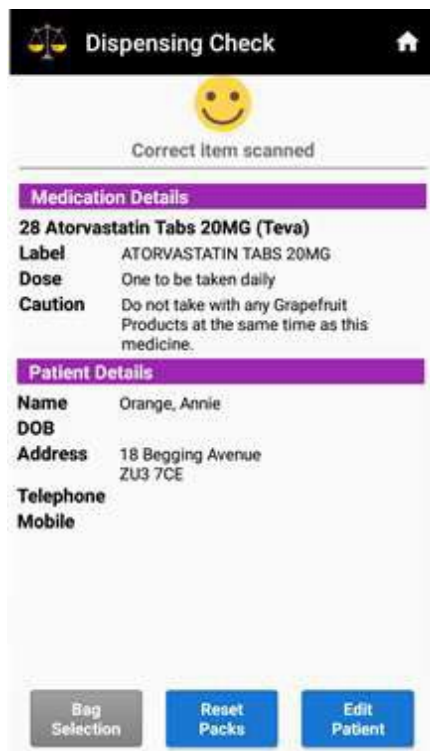 Dispensing Check
Correct item scanned
Medication Details
28 Atorvastatin Tabs 20MG (Teva)
Label ATORVASTATIN TABS 20MG
Dose One to be taken daily
Caution Do not take with any Grapefruit
Products at the same time as this
medicine.
Patient Details
Name Orange, Annie
DOB
Address 18 Begging Avenue
ZU3 7CE
Telephone
Mobile
Bag Reset Edit
Selection Packs Patient